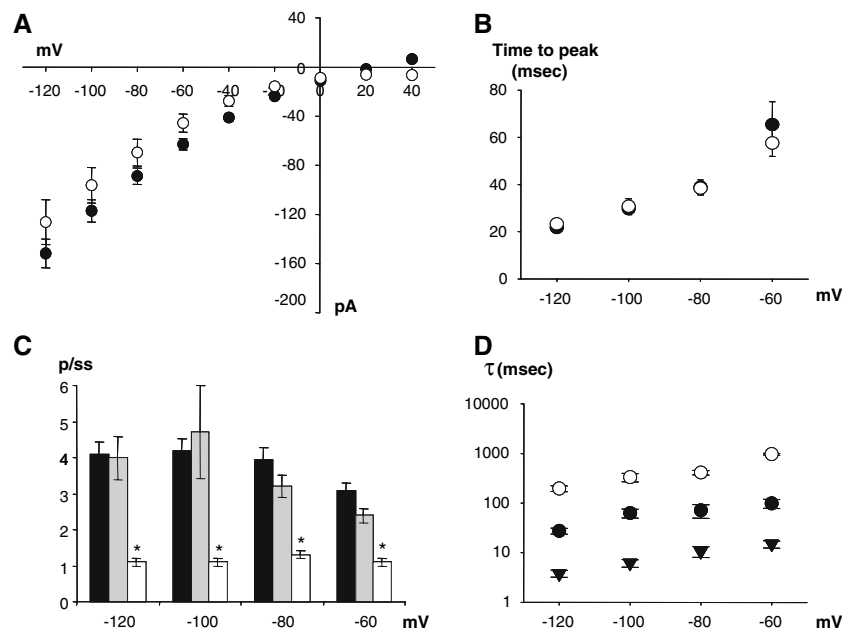 A
mV
40
0
-40
-80
-120
-160
-200
-120 -100 -80 -60 -40 -20 0 20 40
pA
B
Time to peak
(msec)
80
60
40
20
0
-120 -100 -80 -60 mV
C
p/ss
6
5
4
3
2
1
0
* * * *
-120 -100 -80 -60 mV
D
τ (msec)
10000
1000
100
10
1
-120 -100 -80 -60 mV